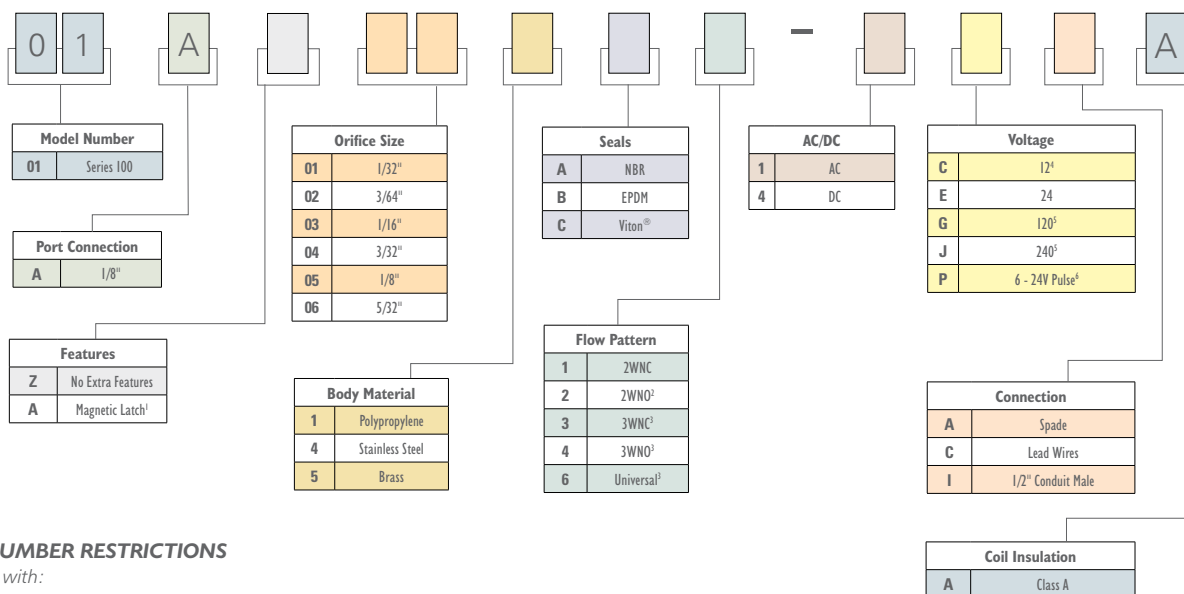 0 1 A – A
Model Number
01 Series 100
Port Connection
A 1/8"
Features
Z No Extra Features
A Magnetic Latch¹
Orifice Size
01 1/32"
02 3/64"
03 1/16"
04 3/32"
05 1/8"
06 5/32"
Body Material
1 Polypropylene
4 Stainless Steel
5 Brass
Seals
A NBR
B EPDM
C Viton®
Flow Pattern
1 2WNC
2 2WNO²
3 3WNC³
4 3WNO³
6 Universal³
AC/DC
1 AC
4 DC
Voltage
C 12⁴
E 24
G 120⁵
J 240⁵
P 6 - 24V Pulse⁶
Connection
A Spade
C Lead Wires
I 1/2" Conduit Male
Coil Insulation
A Class A
UMBER RESTRICTIONS
with: